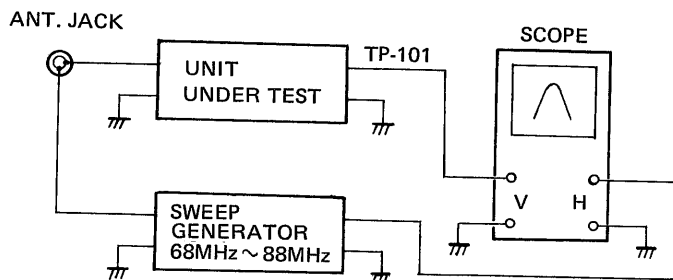 ANT. JACK
SCOPE
UNIT
UNDER TEST
TP-101
V H
SWEEP
GENERATOR
68MHz ~ 88MHz